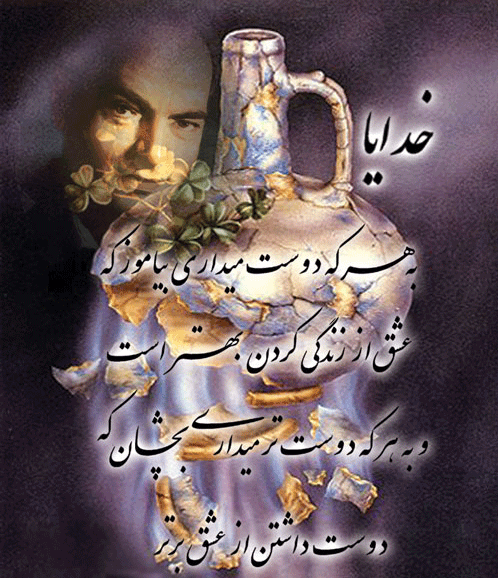 خدایا
به هر که دوست میداری بیاموز که
عشق از زندگی کردن بهتر است
و به هر که دوست تر میداری بچشان که
دوست داشتن از عشق برتر